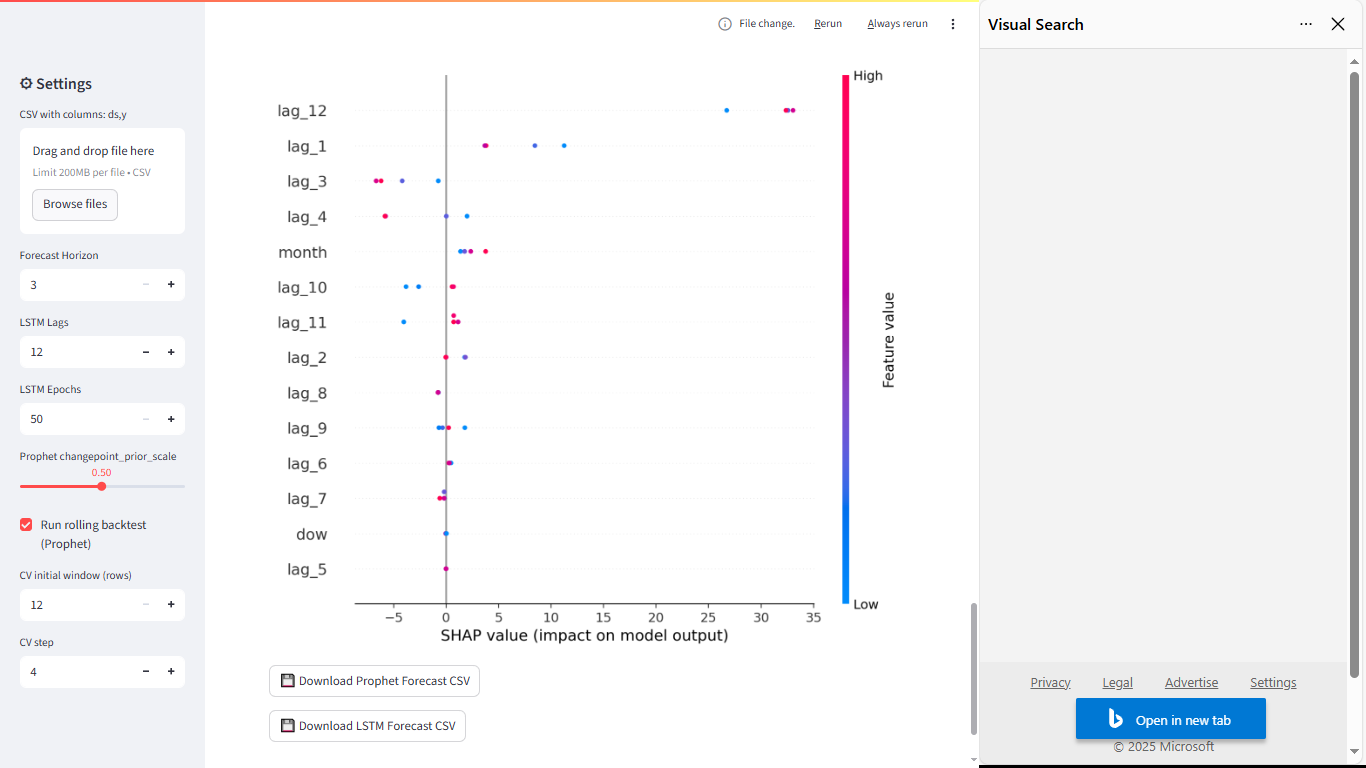 File change.
Rerun
Always rerun
Settings
CSV with columns: ds,y
Drag and drop file here
Limit 200MB per file • CSV
Browse files
Forecast Horizon
3
LSTM Lags
12
LSTM Epochs
50
Prophet changepoint_prior_scale
0.50
Run rolling backtest
(Prophet)
CV initial window (rows)
12
CV step
4
lag_12
lag_1
lag_3
lag_4
month
lag_10
lag_11
lag_2
lag_8
lag_9
lag_6
lag_7
dow
lag_5
−5 0 5 10 15 20 25 30 35
SHAP value (impact on model output)
High
Feature value
Low
Download Prophet Forecast CSV
Download LSTM Forecast CSV
Visual Search
Privacy Legal Advertise Settings
Open in new tab
© 2025 Microsoft